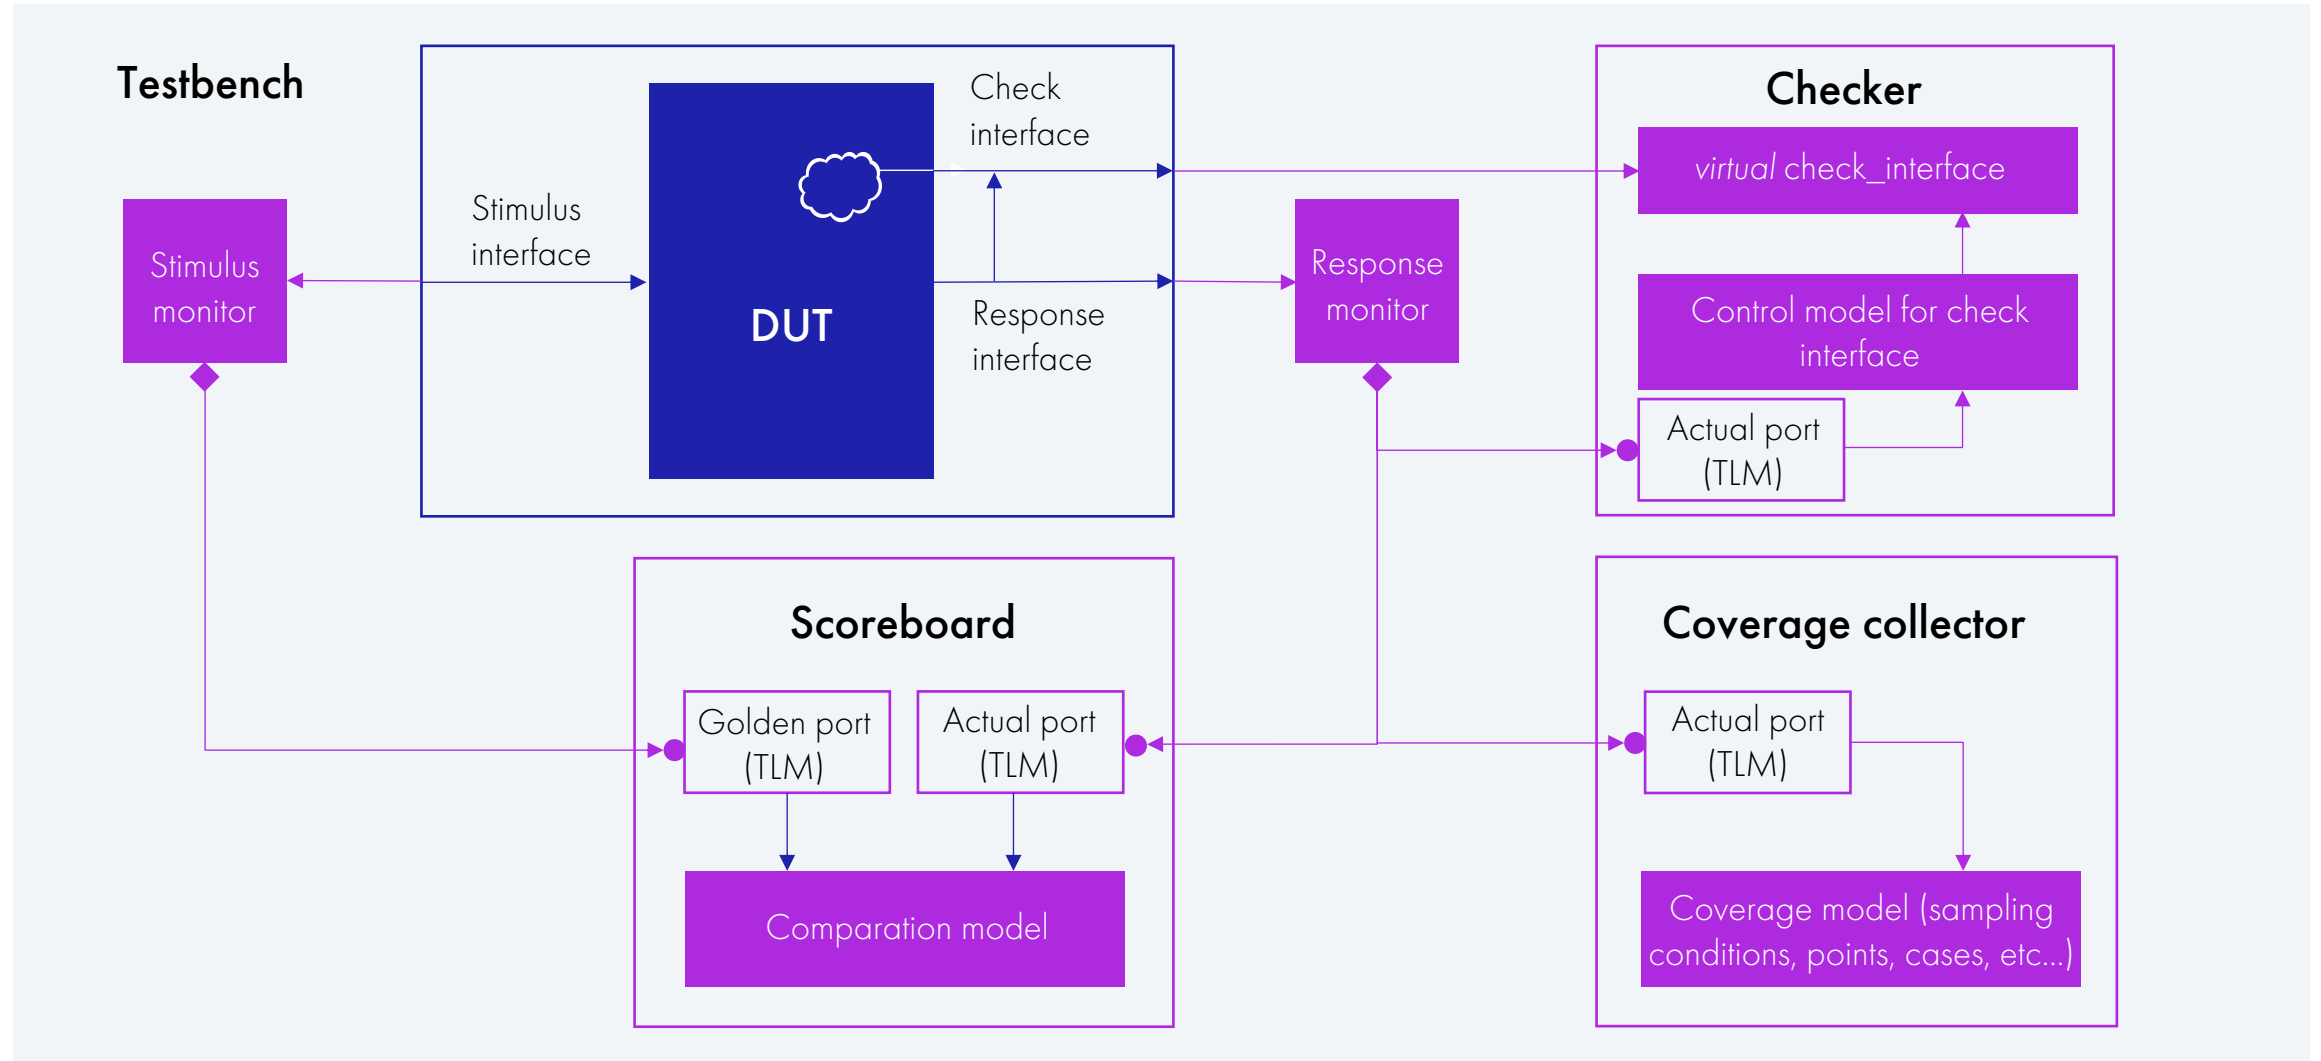 Testbench
Stimulus
monitor
Stimulus
interface
DUT
Check
interface
Response
interface
Response
monitor
Checker
virtual check_interface
Control model for check
interface
Actual port
(TLM)
Scoreboard
Golden port
(TLM)
Actual port
(TLM)
Comparation model
Coverage collector
Actual port
(TLM)
Coverage model (sampling
conditions, points, cases, etc...)